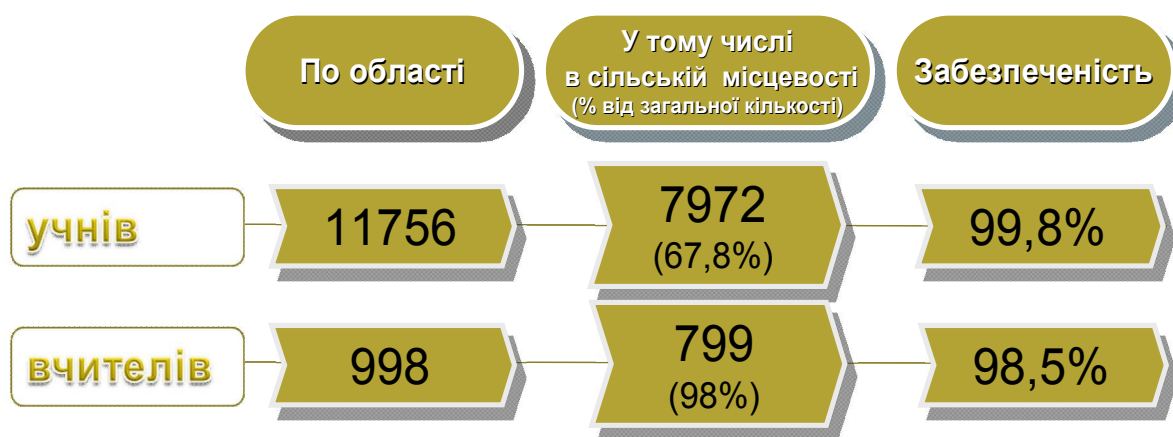 По області
У тому числі
в сільській місцевості
(% від загальної кількості)
Забезпеченість
учнів
11756
7972
(67,8%)
99,8%
вчителів
998
799
(98%)
98,5%